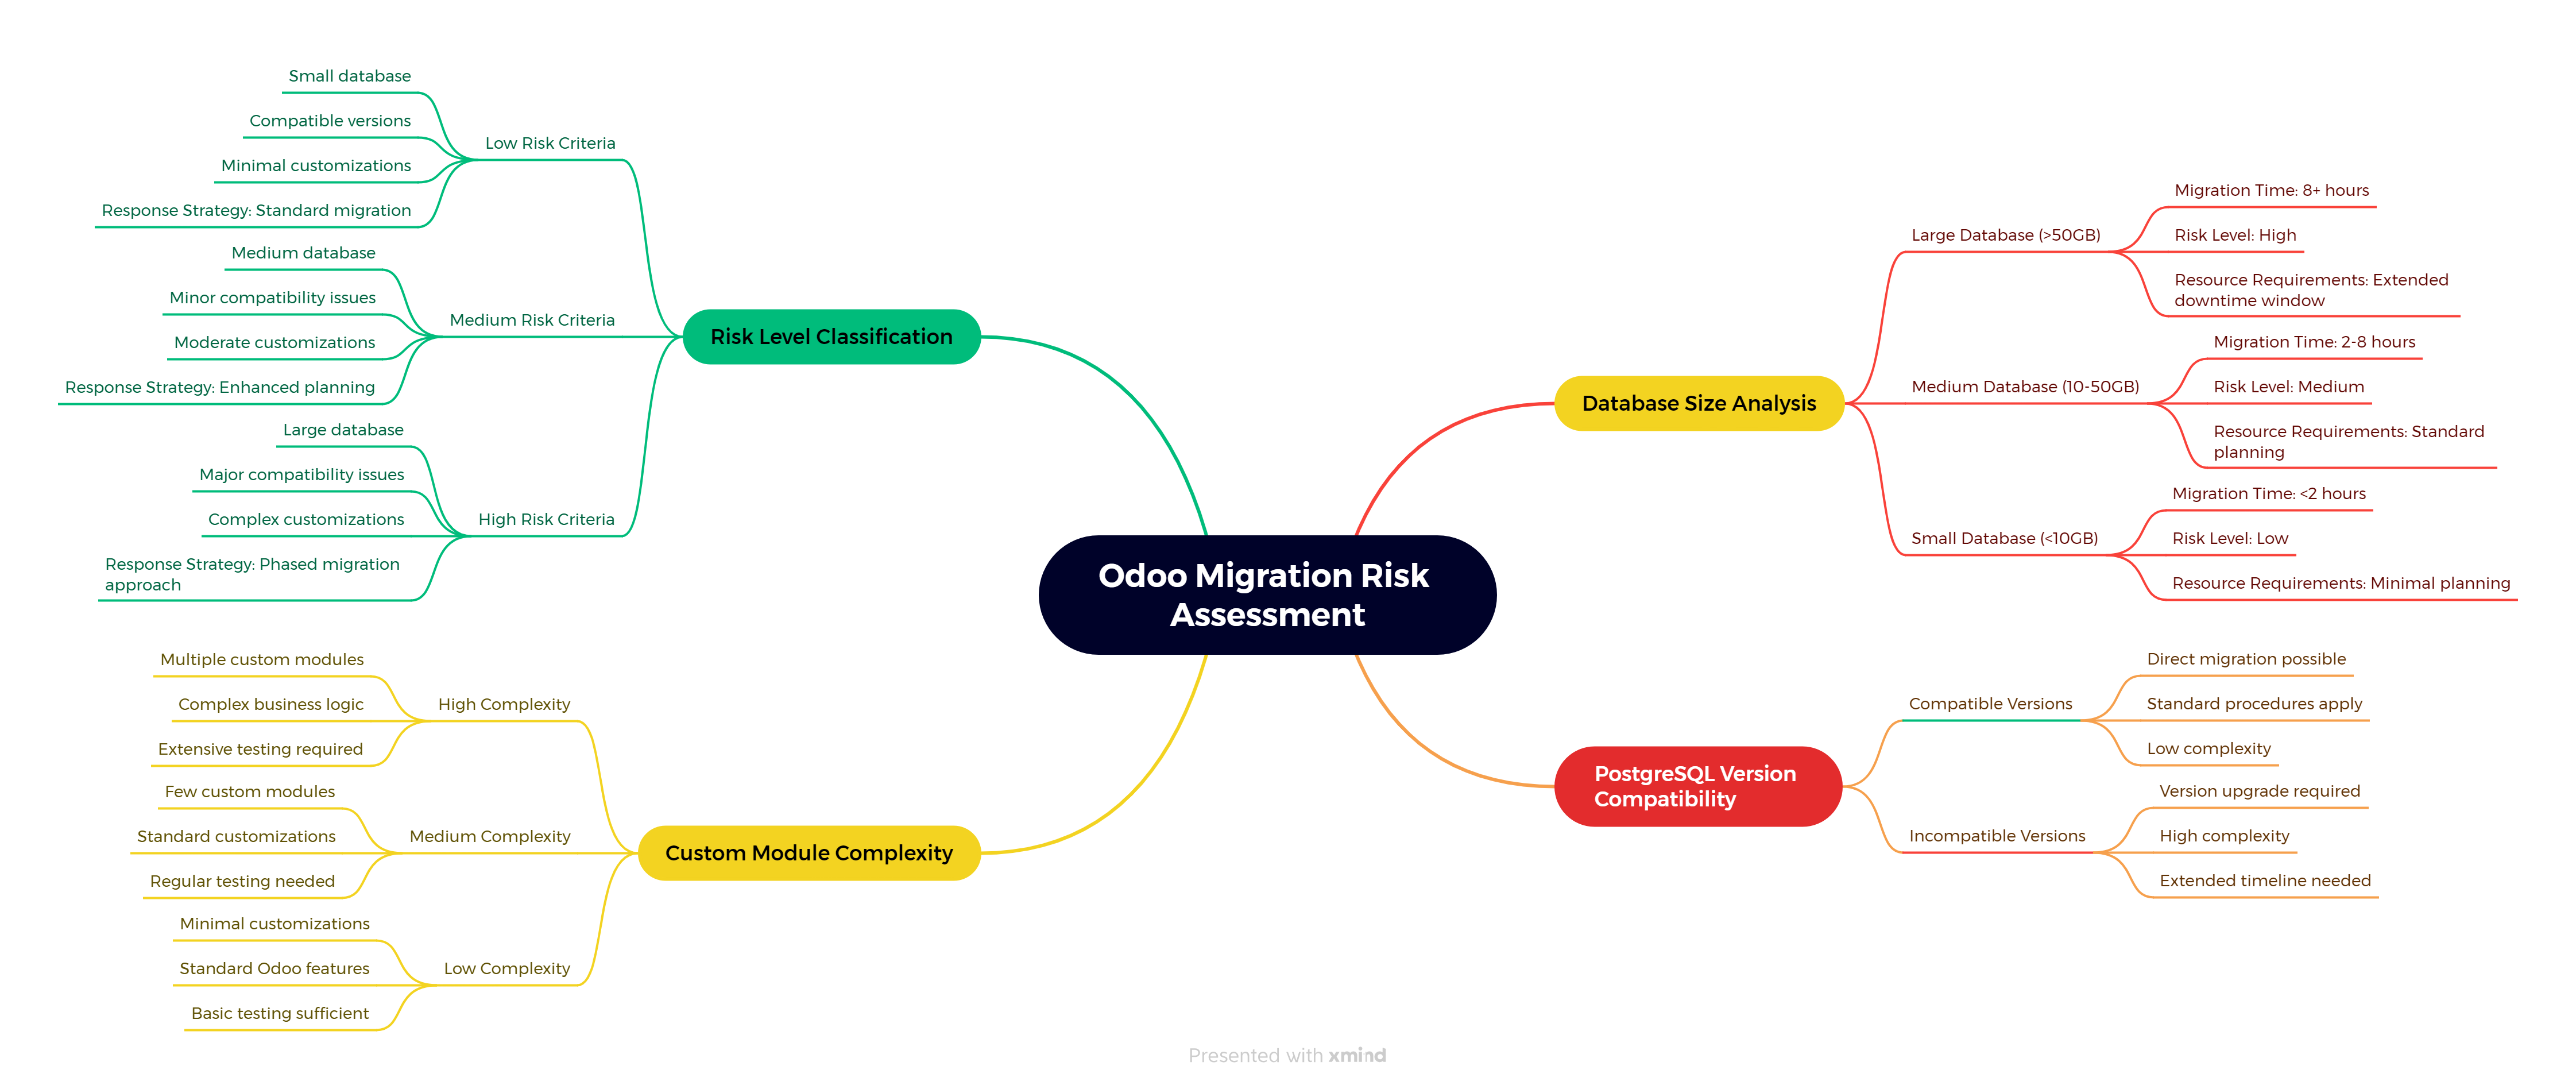 Odoo Migration Risk
Assessment
Risk Level Classification
Low Risk Criteria
Small database
Compatible versions
Minimal customizations
Response Strategy: Standard migration
Medium Risk Criteria
Medium database
Minor compatibility issues
Moderate customizations
Response Strategy: Enhanced planning
High Risk Criteria
Large database
Major compatibility issues
Complex customizations
Response Strategy: Phased migration
approach
Custom Module Complexity
High Complexity
Multiple custom modules
Complex business logic
Extensive testing required
Medium Complexity
Few custom modules
Standard customizations
Regular testing needed
Low Complexity
Minimal customizations
Standard Odoo features
Basic testing sufficient
Database Size Analysis
Large Database (>50GB)
Migration Time: 8+ hours
Risk Level: High
Resource Requirements: Extended
downtime window
Medium Database (10-50GB)
Migration Time: 2-8 hours
Risk Level: Medium
Resource Requirements: Standard
planning
Small Database (<10GB)
Migration Time: <2 hours
Risk Level: Low
Resource Requirements: Minimal planning
PostgreSQL Version
Compatibility
Compatible Versions
Direct migration possible
Standard procedures apply
Low complexity
Incompatible Versions
Version upgrade required
High complexity
Extended timeline needed
Presented with xmind